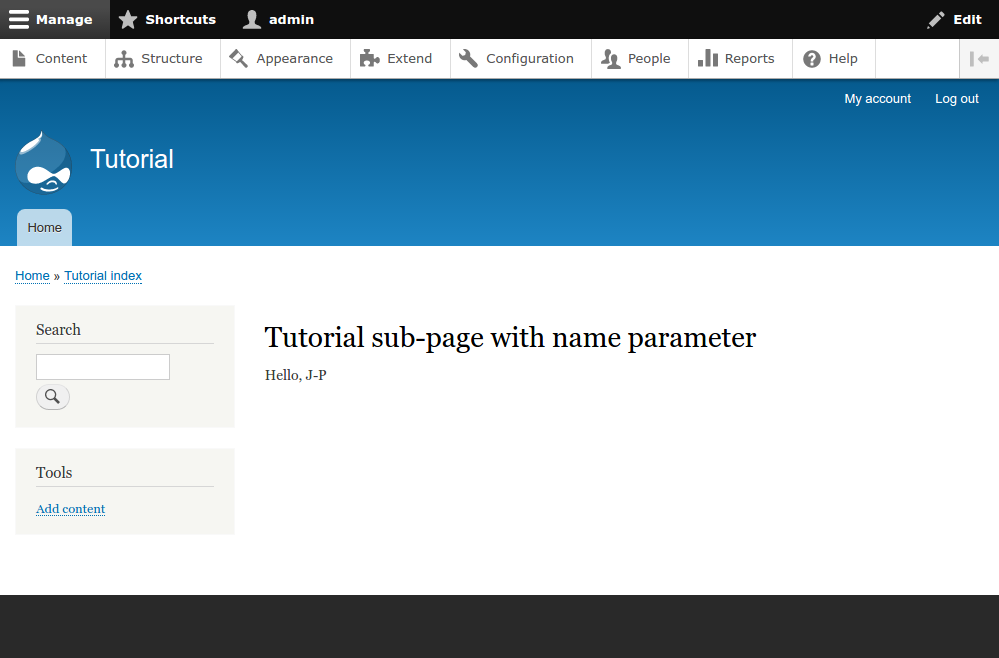 Manage Shortcuts admin Edit
Content Structure Appearance Extend Configuration People Reports Help
My account Log out
Tutorial
Home
Home » Tutorial index
Search
Tutorial sub-page with name parameter
Hello, J-P
Tools
Add content